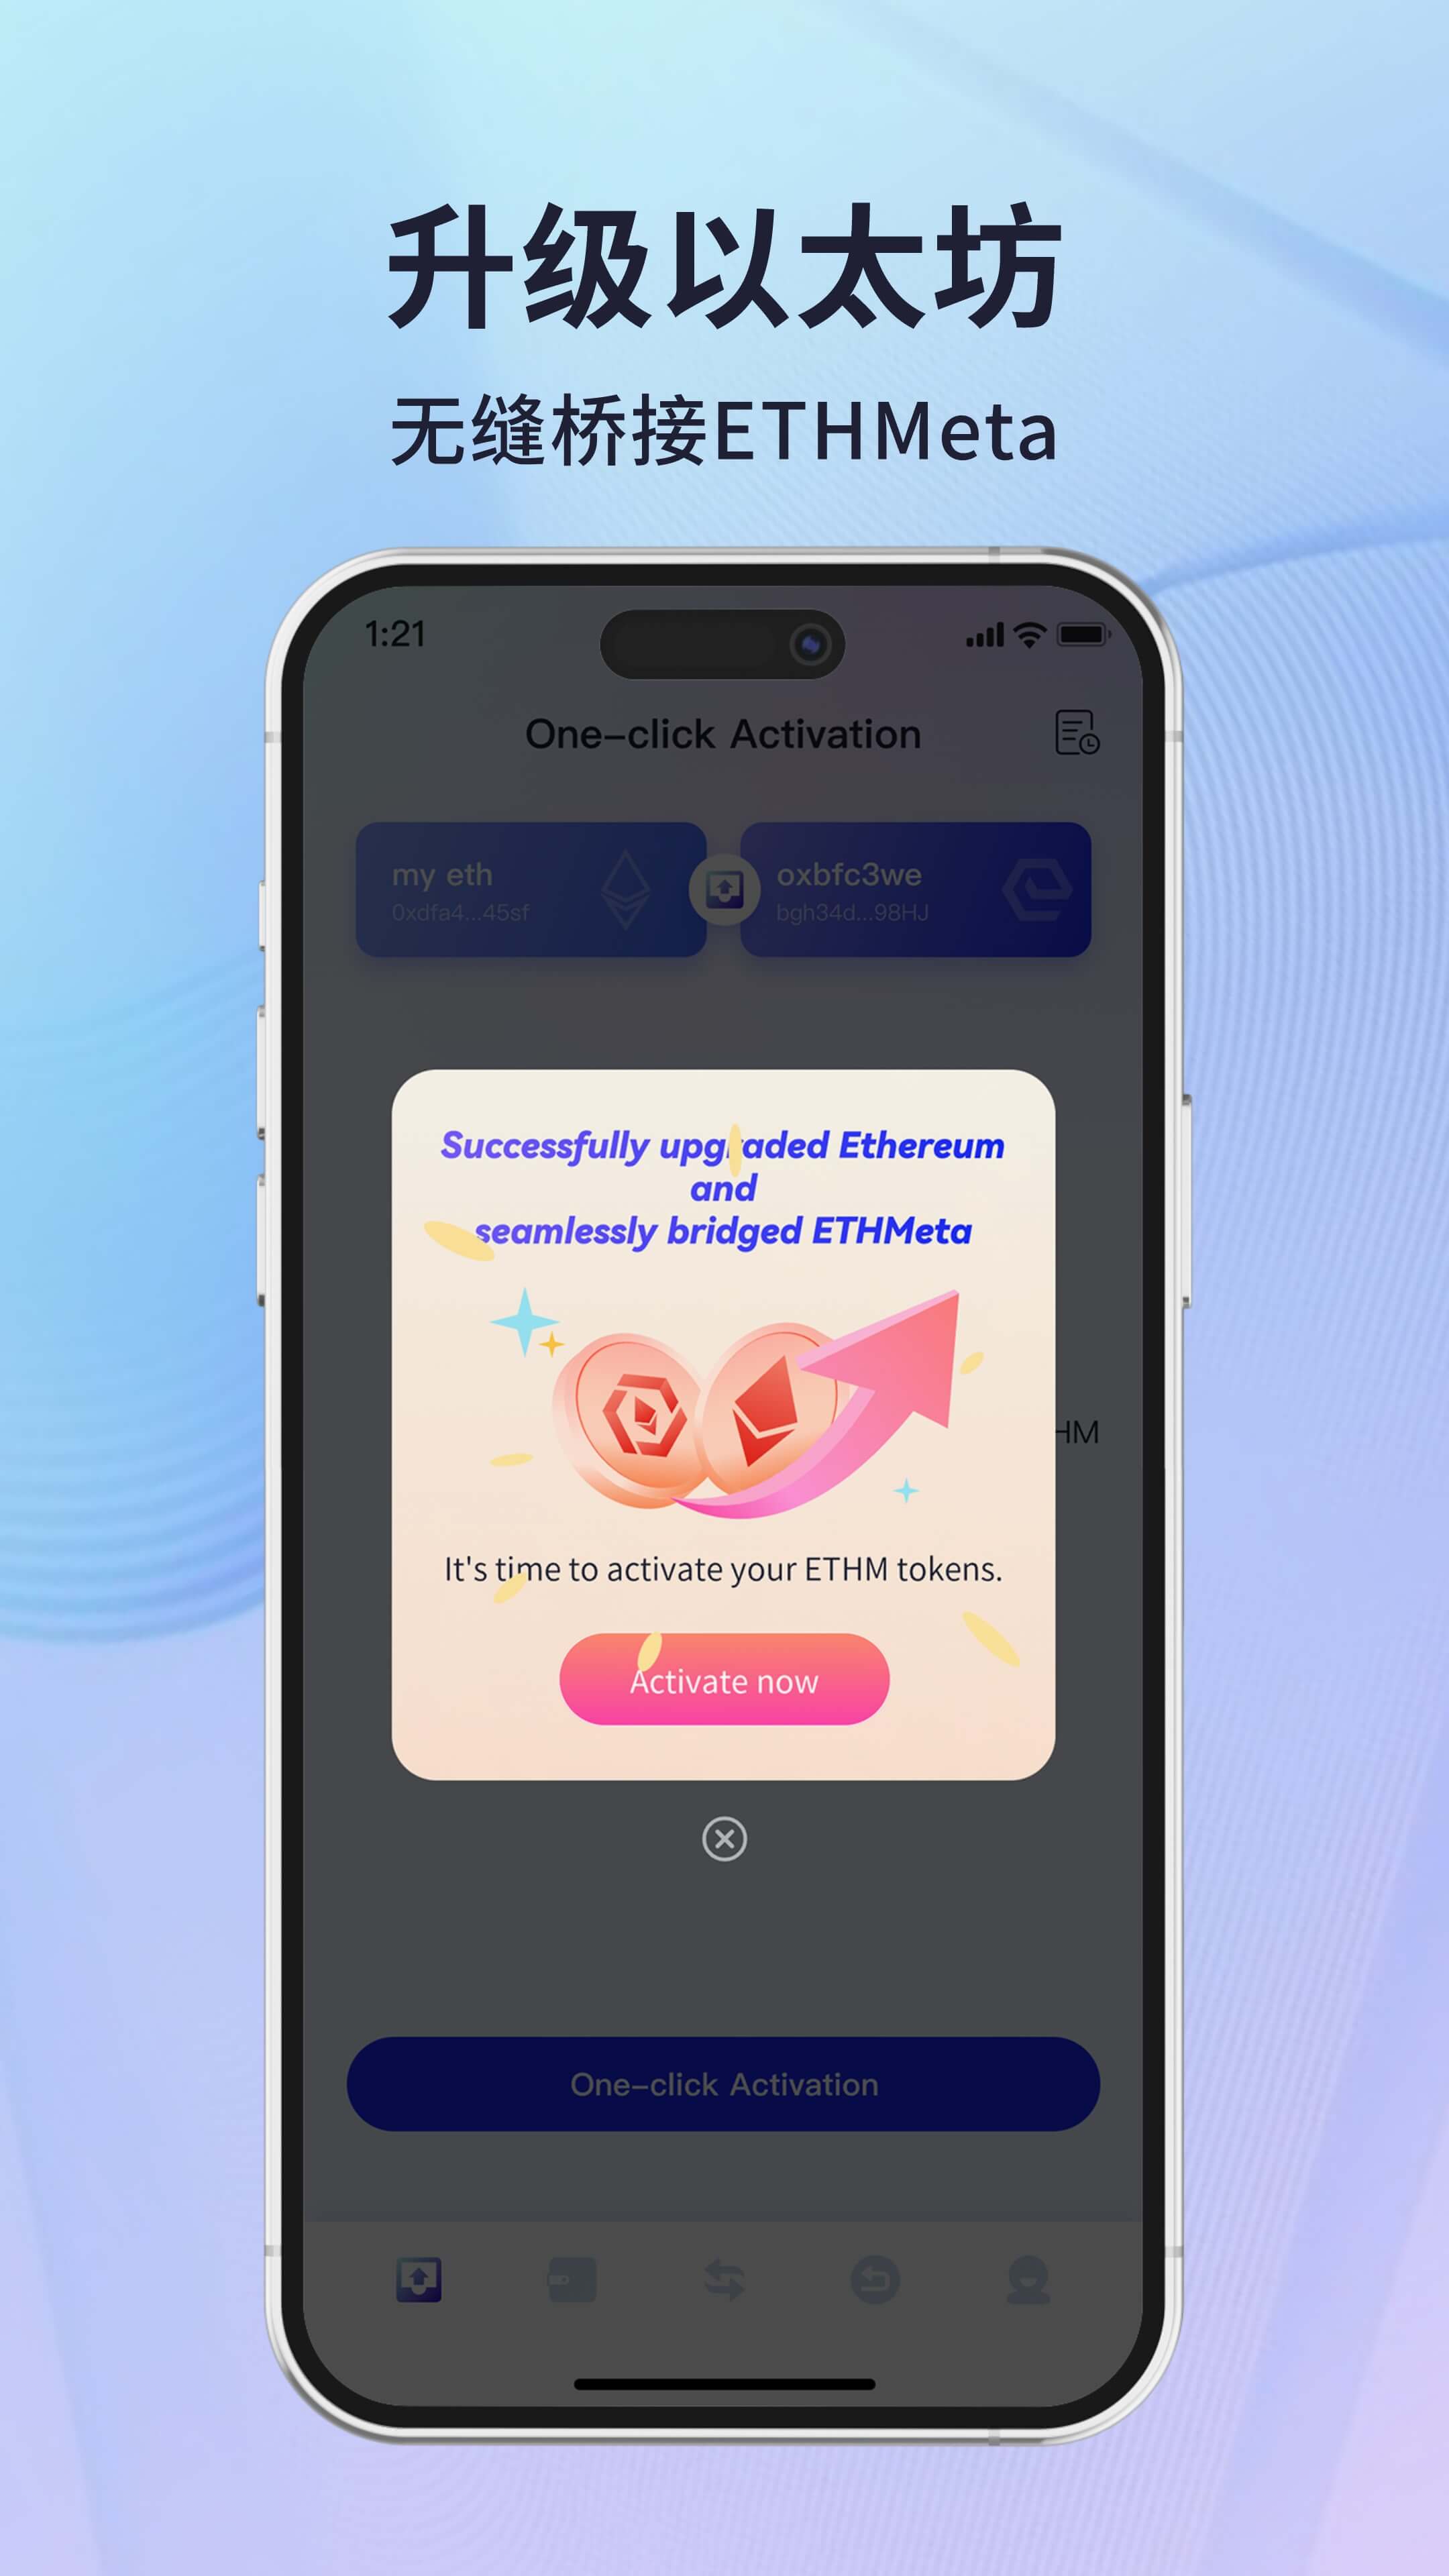 升级以太坊
无缝桥接ETHMeta
1:21
One-click Activation
my eth
0xdfa4...45sf
oxbfc3we
bgh34d...98HJ
Successfully upgraded Ethereum
and
seamlessly bridged ETHMeta
HM
It's time to activate your ETHM tokens.
Activate now
One-click Activation